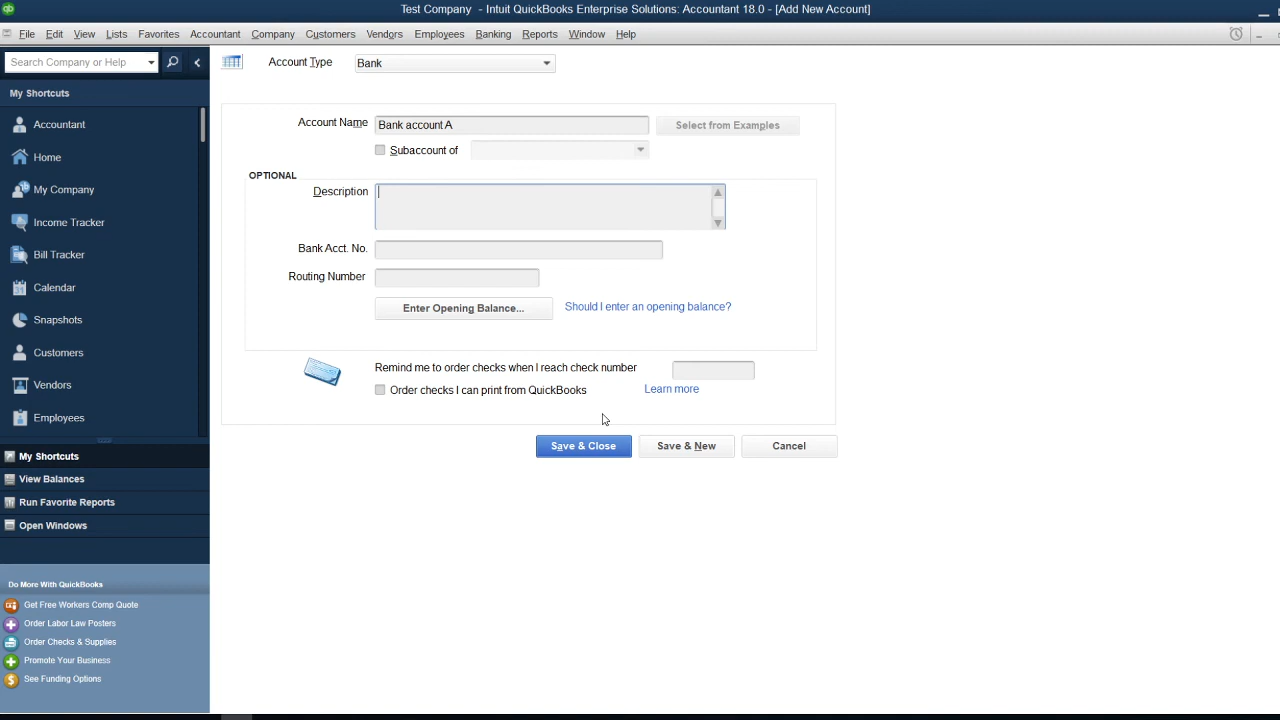 Test Company - Intuit QuickBooks Enterprise Solutions: Accountant 18.0 - [Add New Account]
File Edit View Lists Favorites Accountant Company Customers Vendors Employees Banking Reports Window Help
Search Company or Help
My Shortcuts
Accountant
Home
My Company
Income Tracker
Bill Tracker
Calendar
Snapshots
Customers
Vendors
Employees
My Shortcuts
View Balances
Run Favorite Reports
Open Windows
Do More With QuickBooks
Get Free Workers Comp Quote
Order Labor Law Posters
Order Checks & Supplies
Promote Your Business
See Funding Options
Account Type Bank
Account Name Bank account A Select from Examples
Subaccount of
OPTIONAL
Description
Bank Acct. No.
Routing Number
Enter Opening Balance... Should I enter an opening balance?
Remind me to order checks when I reach check number
Order checks I can print from QuickBooks Learn more
Save & Close Save & New Cancel